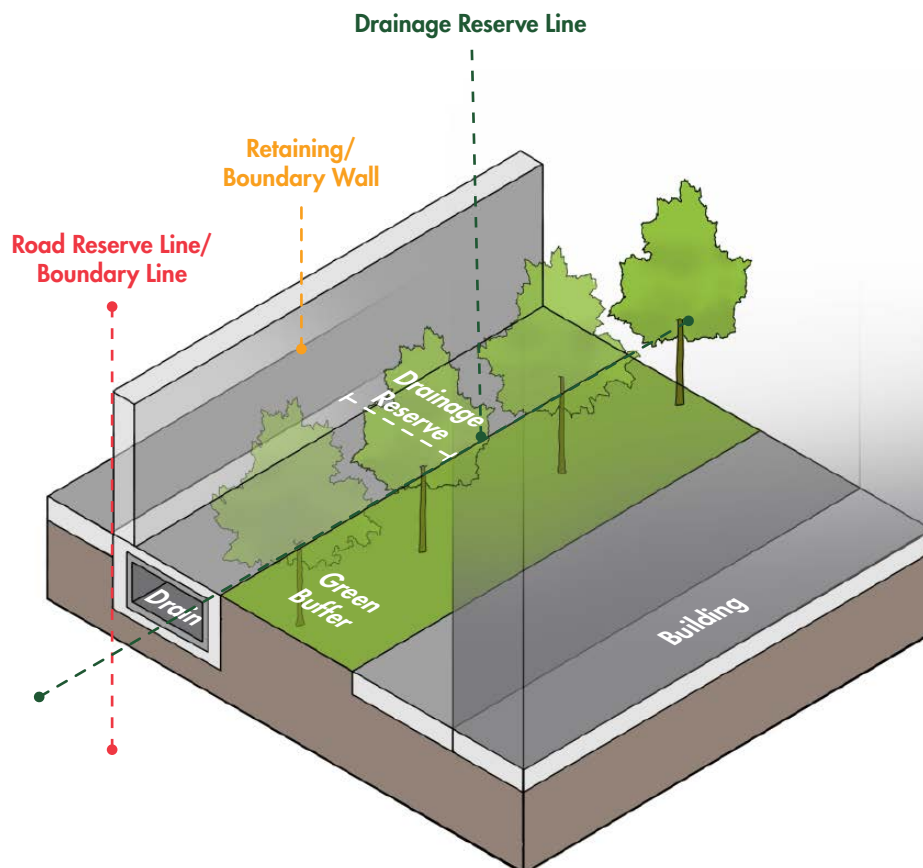 Drainage Reserve Line
Retaining/
Boundary Wall
Road Reserve Line/
Boundary Line
Drainage
Reserve
Drain
Green
Buffer
Building